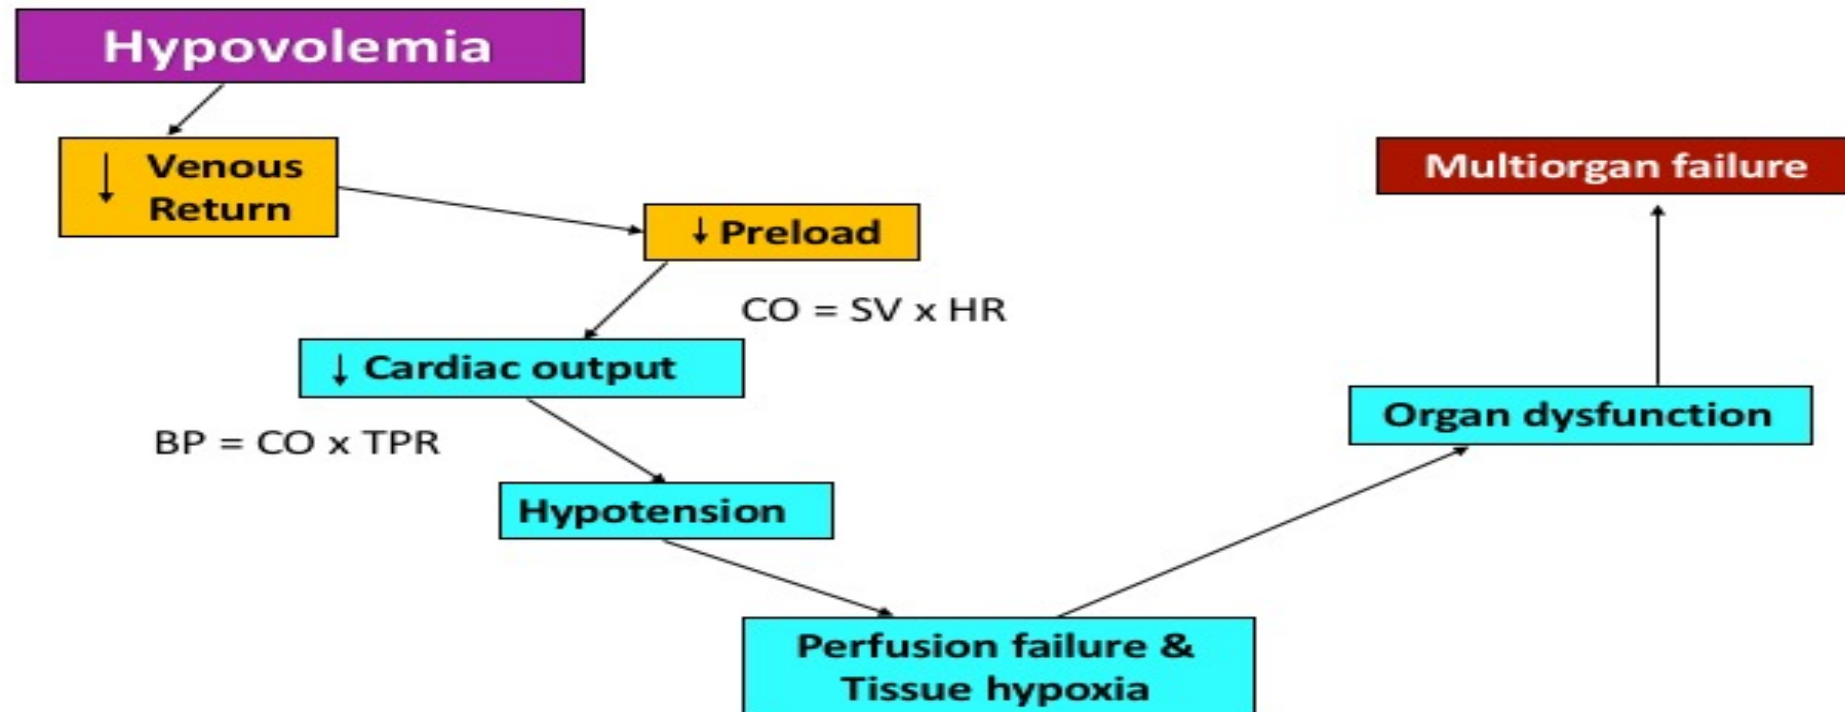 Hypovolemia
↓ Venous
Return
↓ Preload
CO = SV x HR
↓ Cardiac output
BP = CO x TPR
Hypotension
Perfusion failure &
Tissue hypoxia
Organ dysfunction
Multiorgan failure